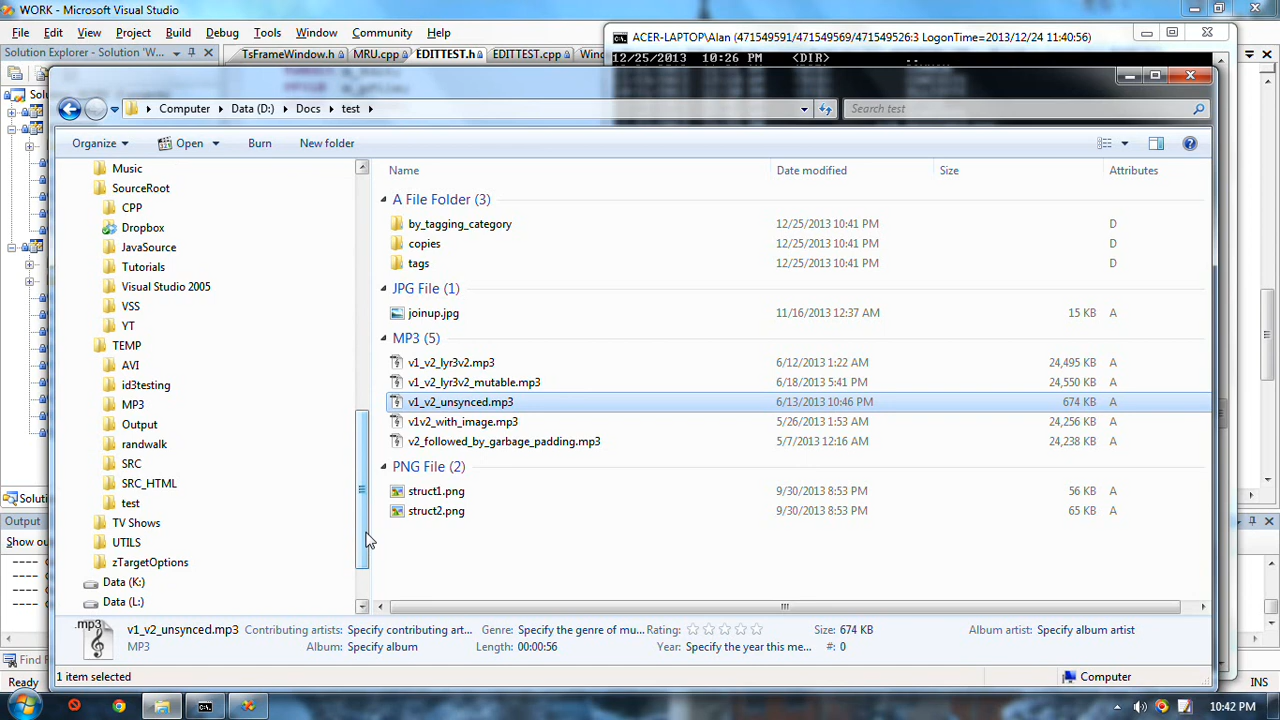 WORK - Microsoft Visual Studio
File Edit View Project Build Debug Tools Window Community Help
Solution Explorer - Solution 'W...
TsFrameWindow.h MRU.cpp EDITTEST.h EDITTEST.cpp Wind
ACER-LAPTOP\Alan (471549591/471549569/471549526:3 LogonTime=2013/12/24 11:40:56)
12/25/2013 10:26 PM <DIR> ..
Computer Data (D:) Docs test
Search test
Organize Open Burn New folder
Music
SourceRoot
CPP
Dropbox
JavaSource
Tutorials
Visual Studio 2005
VSS
YT
TEMP
AVI
id3testing
MP3
Output
randwalk
SRC
SRC_HTML
test
TV Shows
UTILS
zTargetOptions
Data (K:)
Data (L:)
Name Date modified Size Attributes
A File Folder (3)
by_tagging_category 12/25/2013 10:41 PM D
copies 12/25/2013 10:41 PM D
tags 12/25/2013 10:41 PM D
JPG File (1)
joinup.jpg 11/16/2013 12:37 AM 15 KB A
MP3 (5)
v1_v2_lyr3v2.mp3 6/12/2013 1:22 AM 24,495 KB A
v1_v2_lyr3v2_mutable.mp3 6/18/2013 5:41 PM 24,550 KB A
v1_v2_unsynced.mp3 6/13/2013 10:46 PM 674 KB A
v1v2_with_image.mp3 5/26/2013 1:53 AM 24,256 KB A
v2_followed_by_garbage_padding.mp3 5/7/2013 12:16 AM 24,238 KB A
PNG File (2)
struct1.png 9/30/2013 8:53 PM 56 KB A
struct2.png 9/30/2013 8:53 PM 65 KB A
.mp3
v1_v2_unsynced.mp3 Contributing artists: Specify contributing art... Genre: Specify the genre of mu... Rating: Size: 674 KB Album artist: Specify album artist
MP3 Album: Specify album Length: 00:00:56 Year: Specify the year this me... #: 0
1 item selected
Computer
Solu
Soluti
Output
Show ou
Find R
Ready
INS
10:42 PM